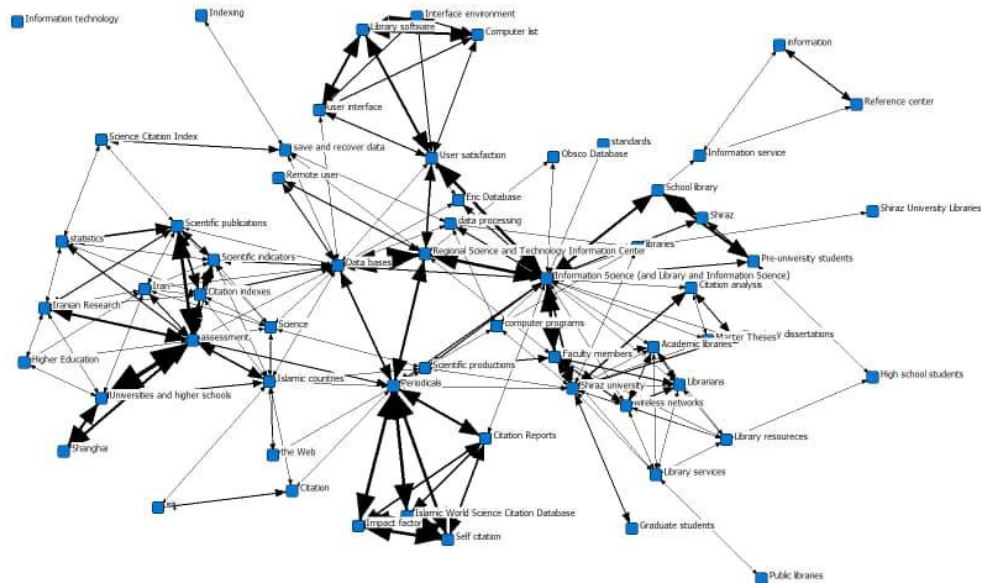 Information technology
Indexing
Interface environment
Library software
Computer list
information
Reference center
user interface
Science Citation Index
save and recover data
User satisfaction
Obsco Database
standards
Information service
Remote user
School library
Eric Database
Shiraz
Shiraz University Libraries
Scientific publications
data processing
statistics
Regional Science and Technology Information Center
libraries
Scientific indicators
Data bases
Pre-university students
Information Science (and Library and Information Science)
Iran
Citation indexes
Citation analysis
Iranian Research
Science
computer programs
assessment
Academic libraries
Master Theses
y dissertations
Higher Education
Faculty members
Scientific productions
Islamic countries
Periodicals
Shiraz university
Librarians
High school students
Universities and higher schools
wireless networks
Shanghai
the Web
Citation Reports
Library resoureces
Citation
Library services
Islamic World Science Citation Database
Impact factor
Self citation
Graduate students
Public libraries